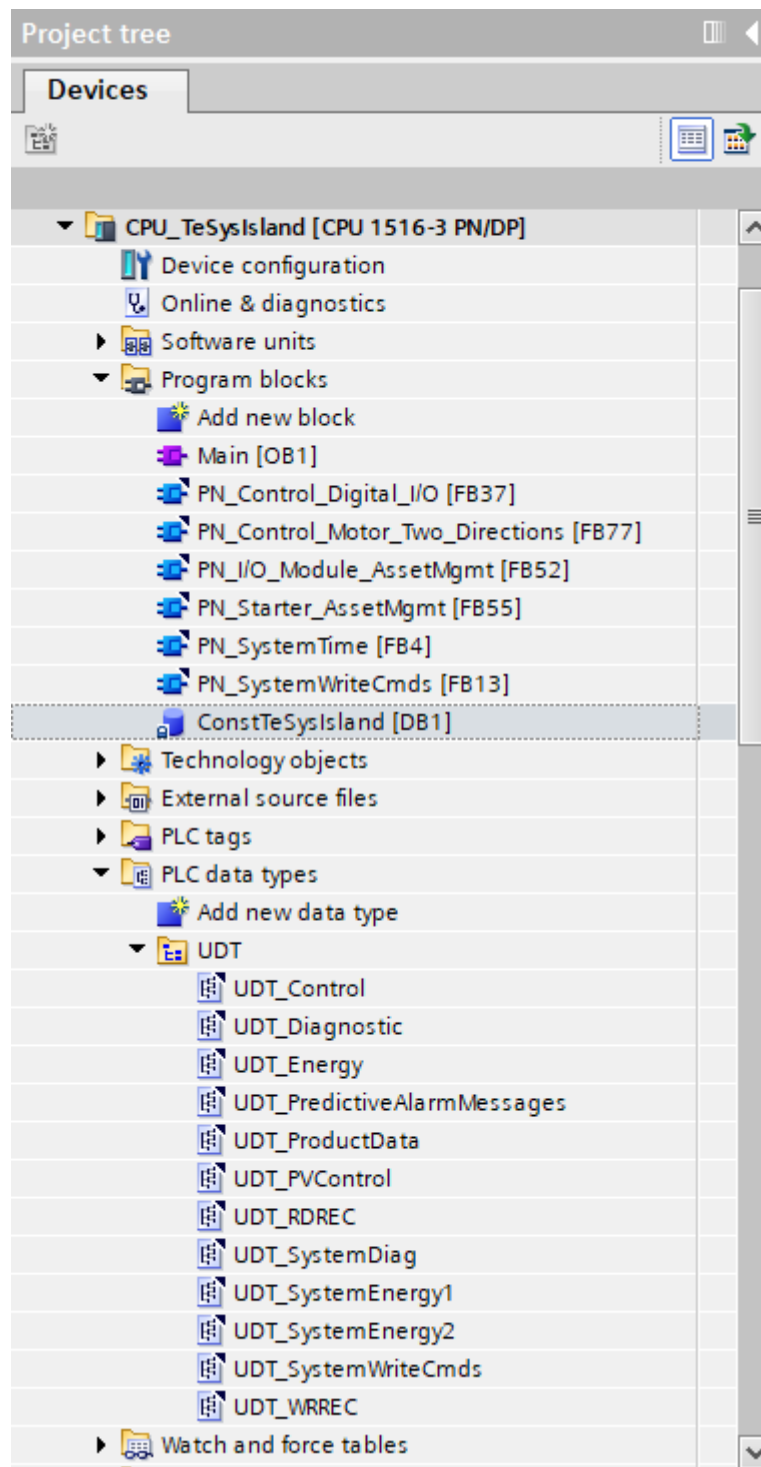 Project tree
Devices
CPU_TeSysIsland [CPU 1516-3 PN/DP]
Device configuration
Online & diagnostics
Software units
Program blocks
Add new block
Main [OB1]
PN_Control_Digital_I/O [FB37]
PN_Control_Motor_Two_Directions [FB77]
PN_I/O_Module_AssetMgmt [FB52]
PN_Starter_AssetMgmt [FB55]
PN_SystemTime [FB4]
PN_SystemWriteCmds [FB13]
ConstTeSysIsland [DB1]
Technology objects
External source files
PLC tags
PLC data types
Add new data type
UDT
UDT_Control
UDT_Diagnostic
UDT_Energy
UDT_PredictiveAlarmMessages
UDT_ProductData
UDT_PVControl
UDT_RDREC
UDT_SystemDiag
UDT_SystemEnergy1
UDT_SystemEnergy2
UDT_SystemWriteCmds
UDT_WRREC
Watch and force tables